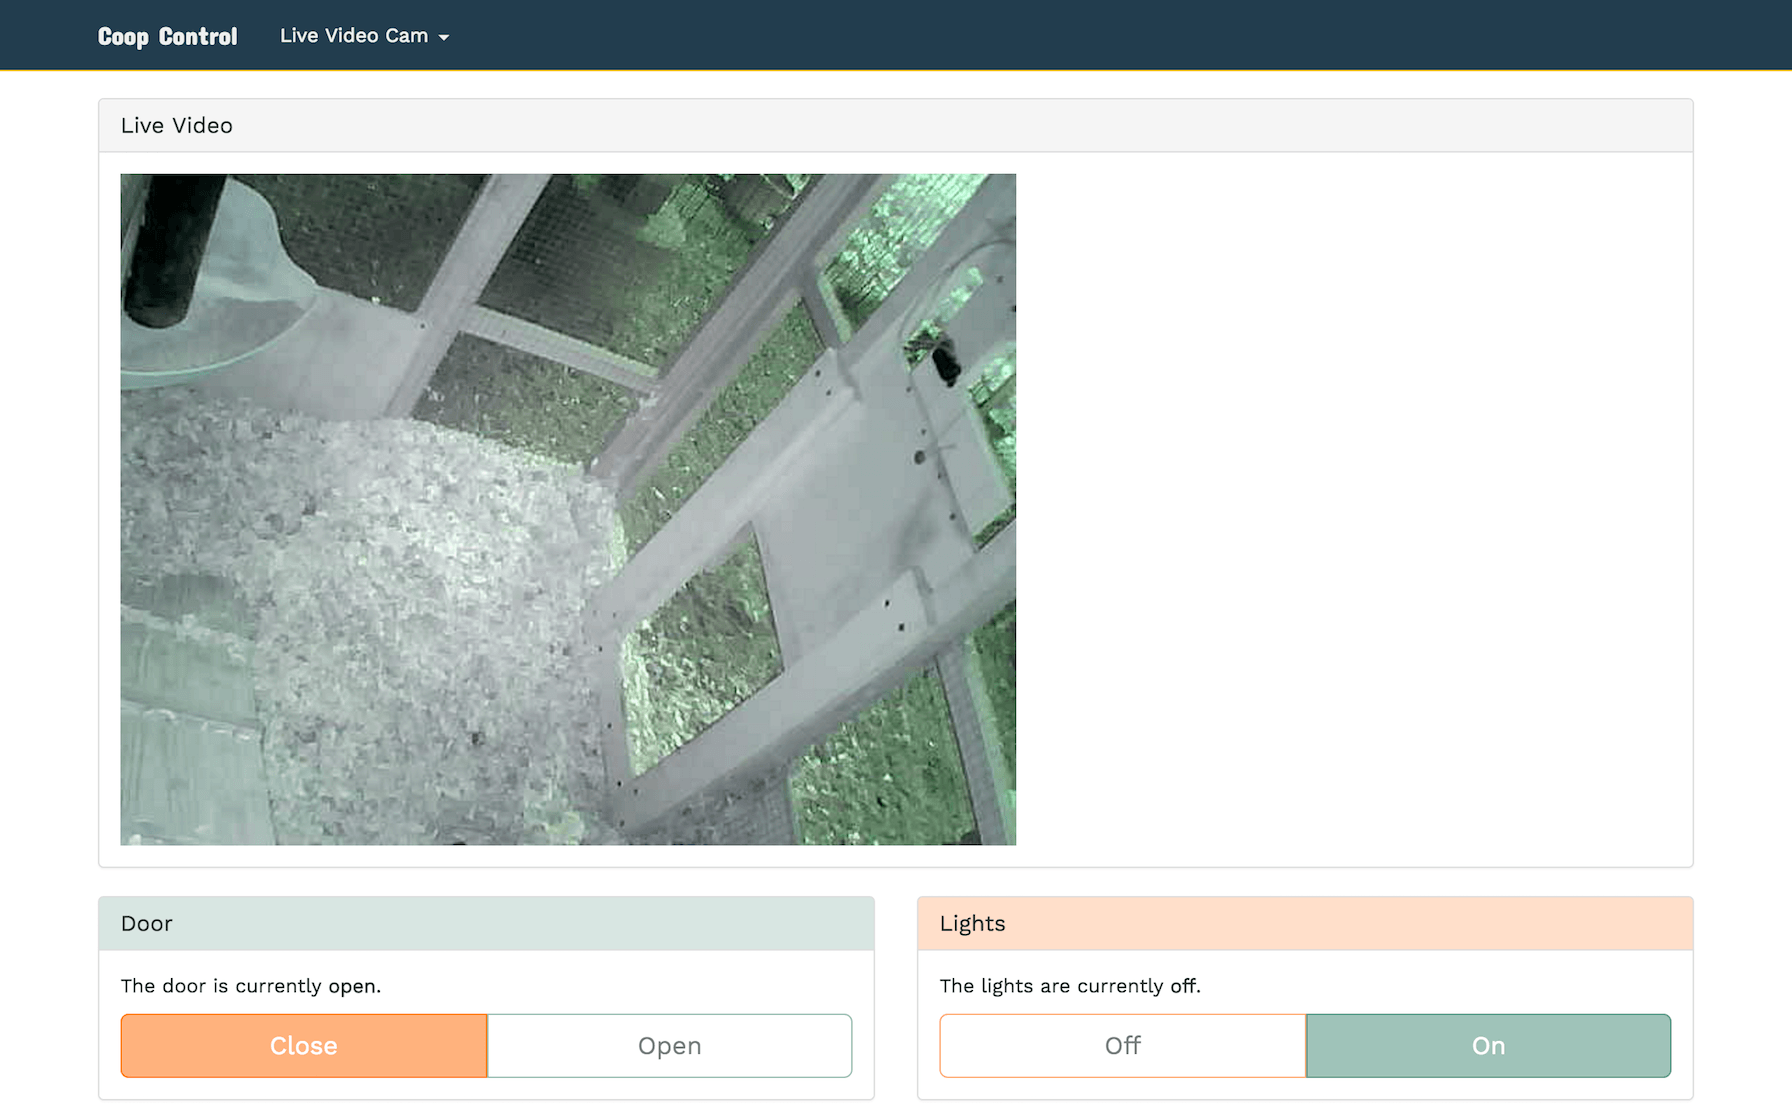 Coop Control
Live Video Cam
Live Video
Door
The door is currently open.
Close
Open
Lights
The lights are currently off.
Off
On